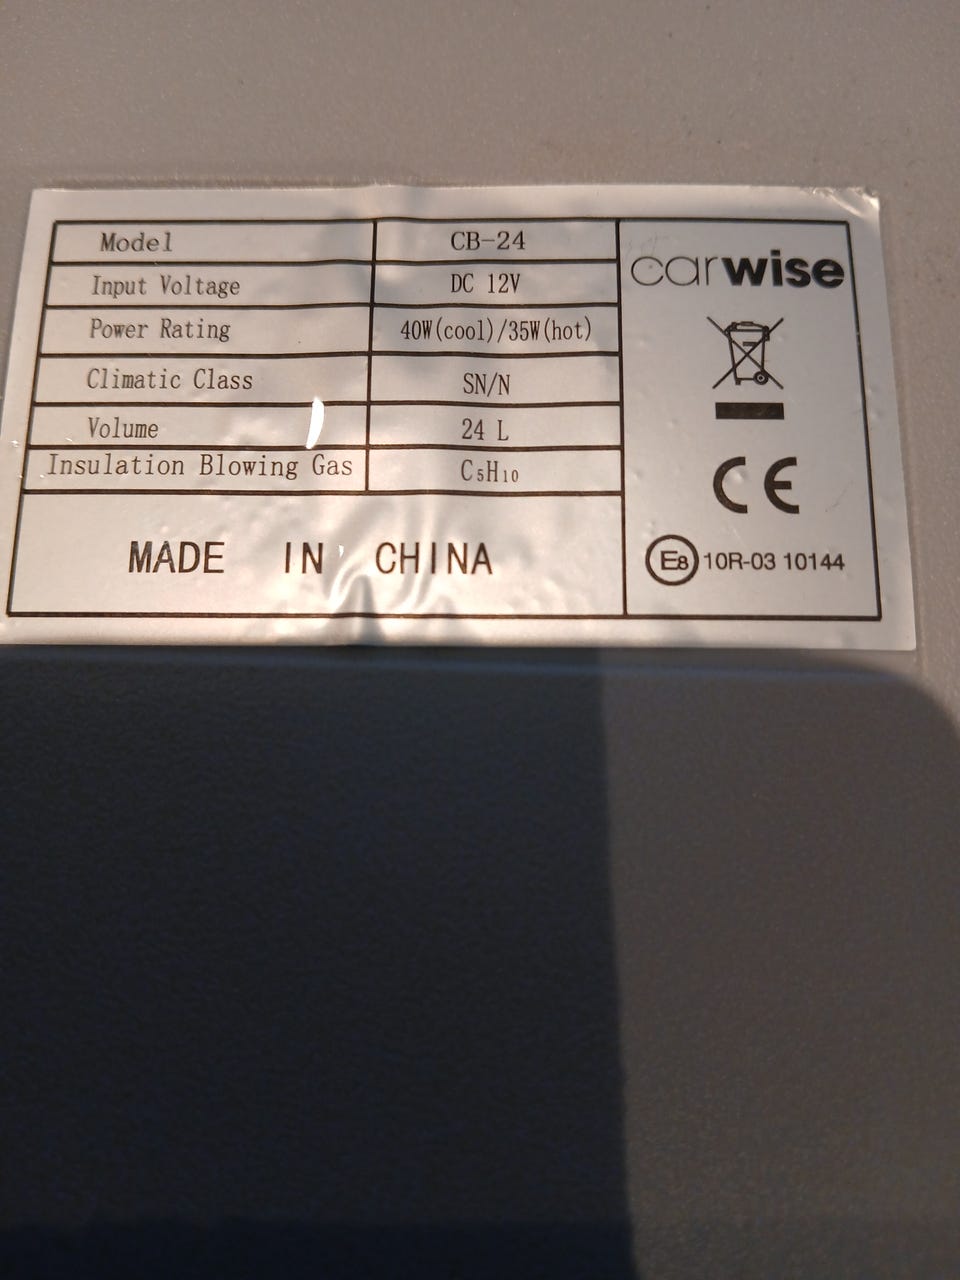 Model CB-24
Input Voltage DC 12V
Power Rating 40W(cool)/35W(hot)
Climatic Class SN/N
Volume 24 L
Insulation Blowing Gas C₅H₁₀
MADE IN CHINA
carwise
CE
E8 10R-03 10144